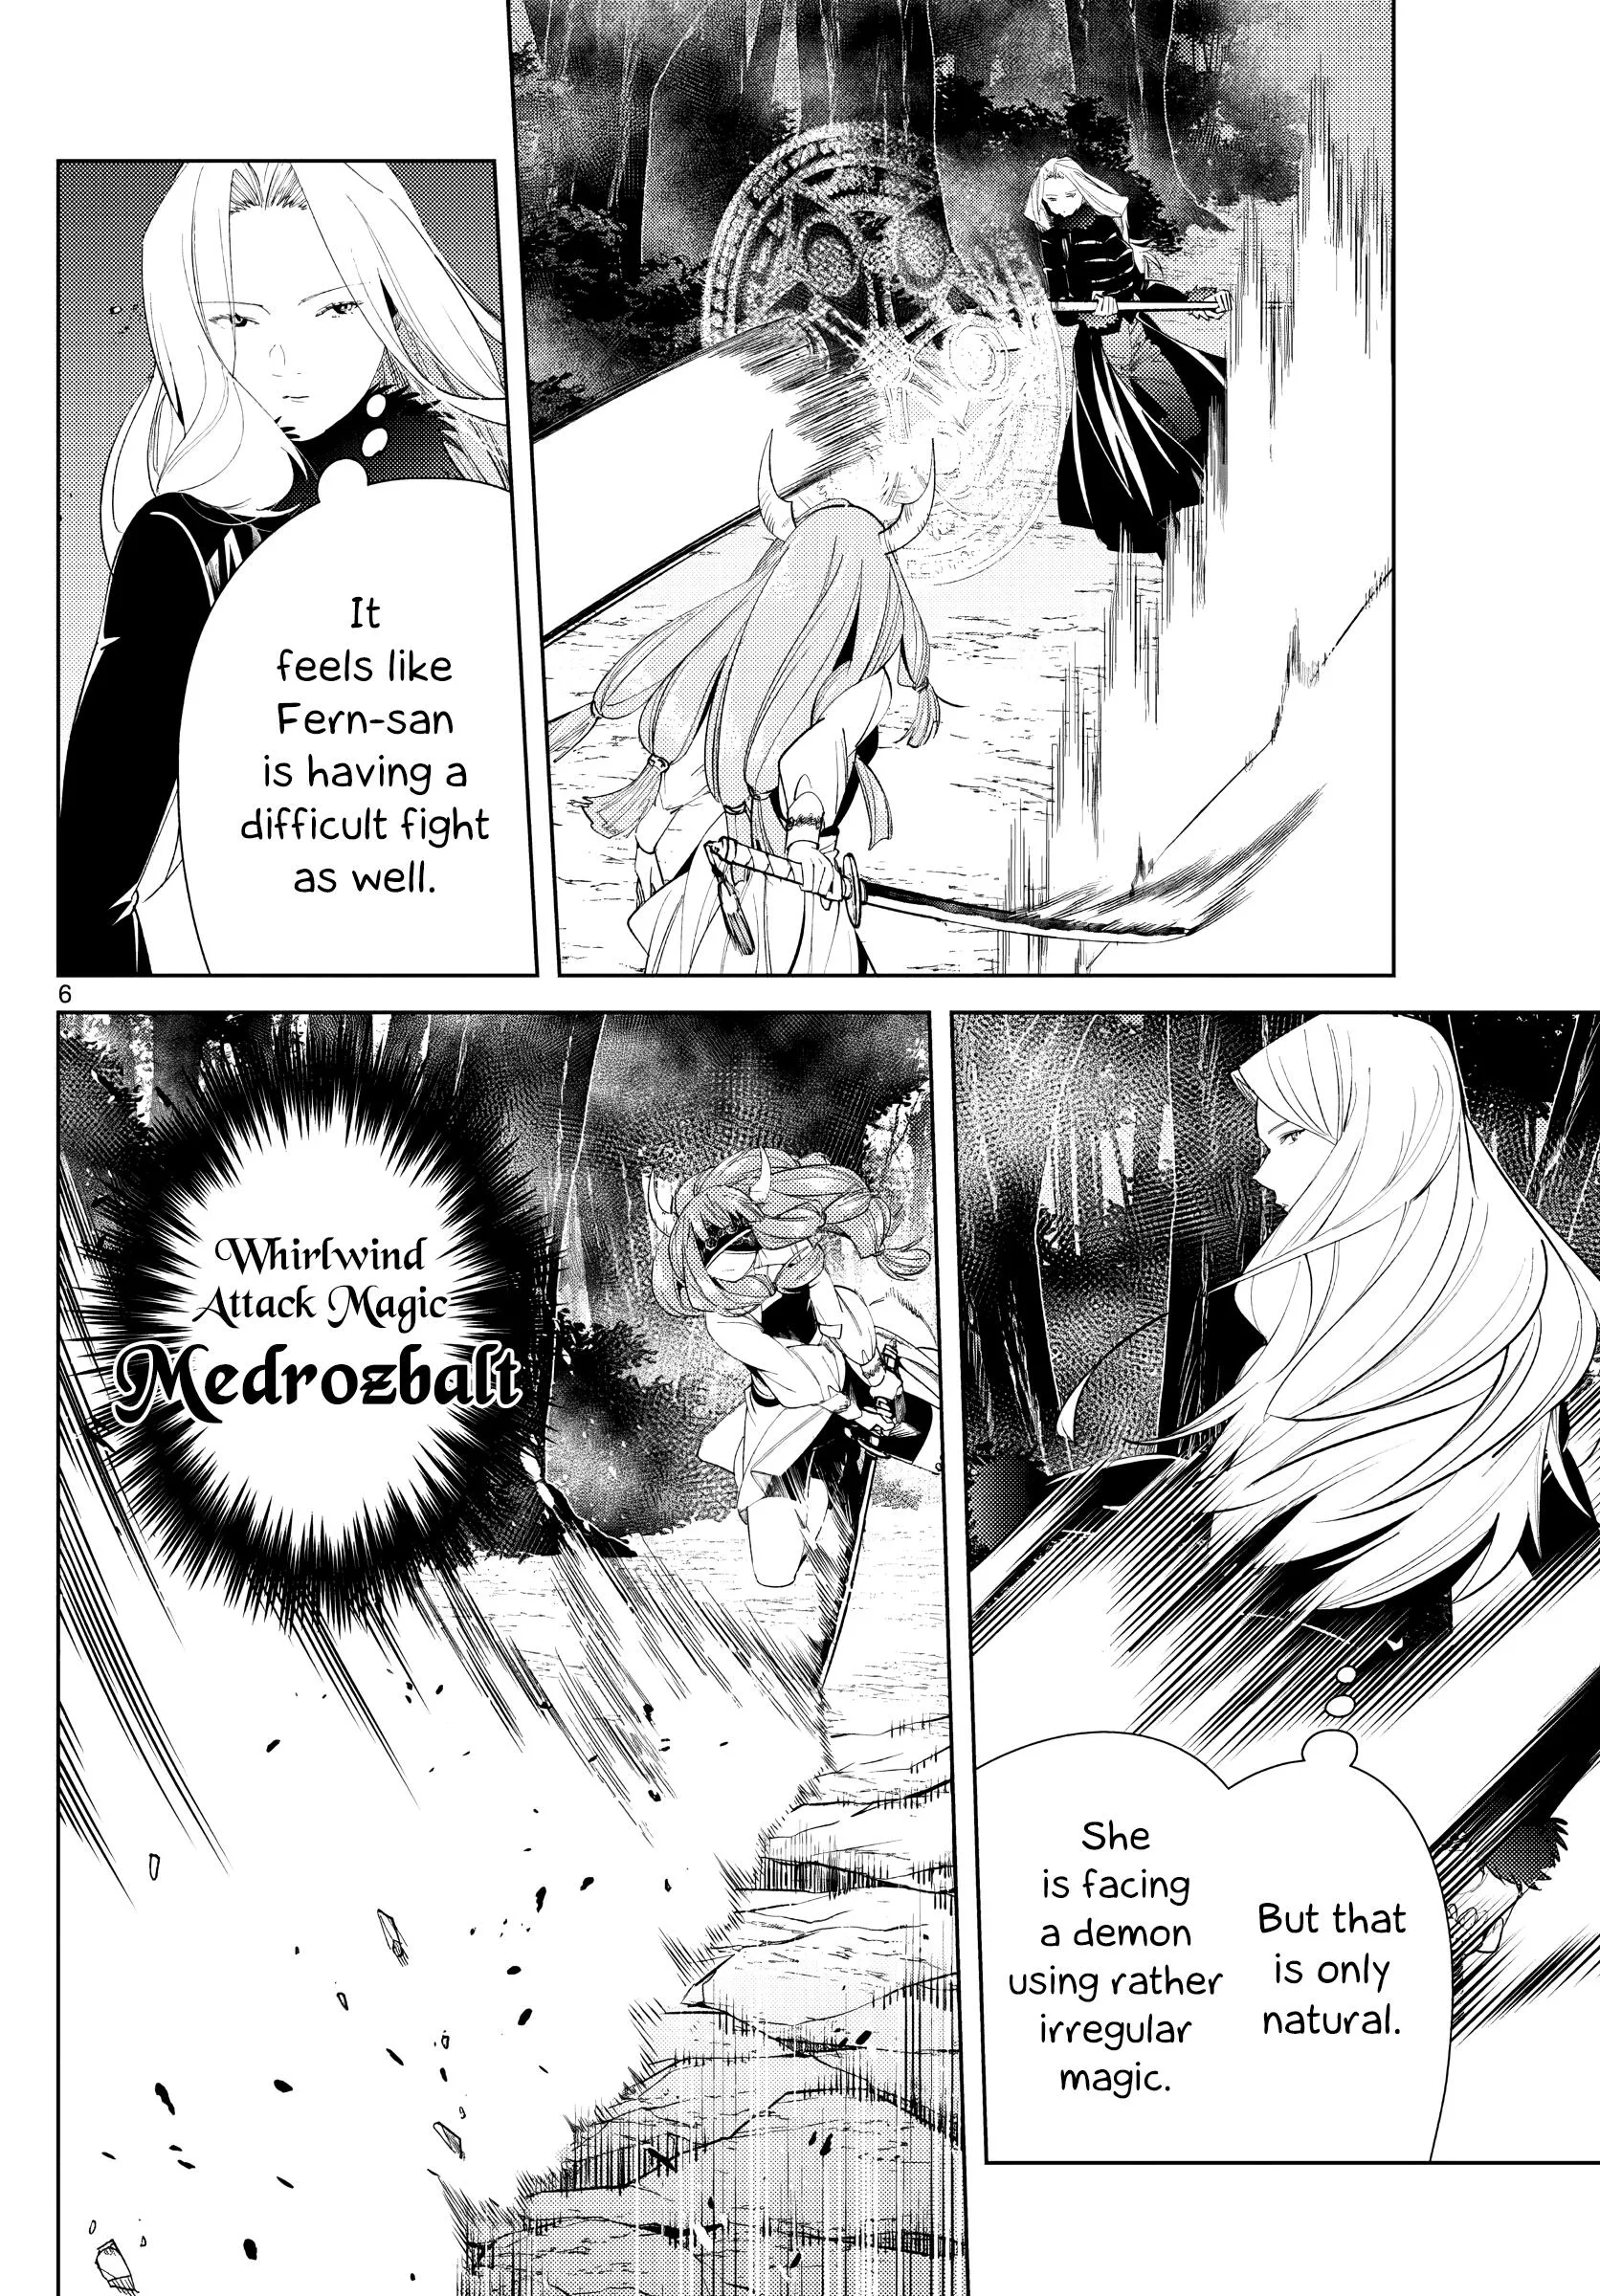 It
feels like
Fern-san
is having a
difficult fight
as well.
6
But that
is only
natural.
She
is facing
a demon
using rather
irregular
magic.
Whirlwind
Attack Magic
Medrozbalt